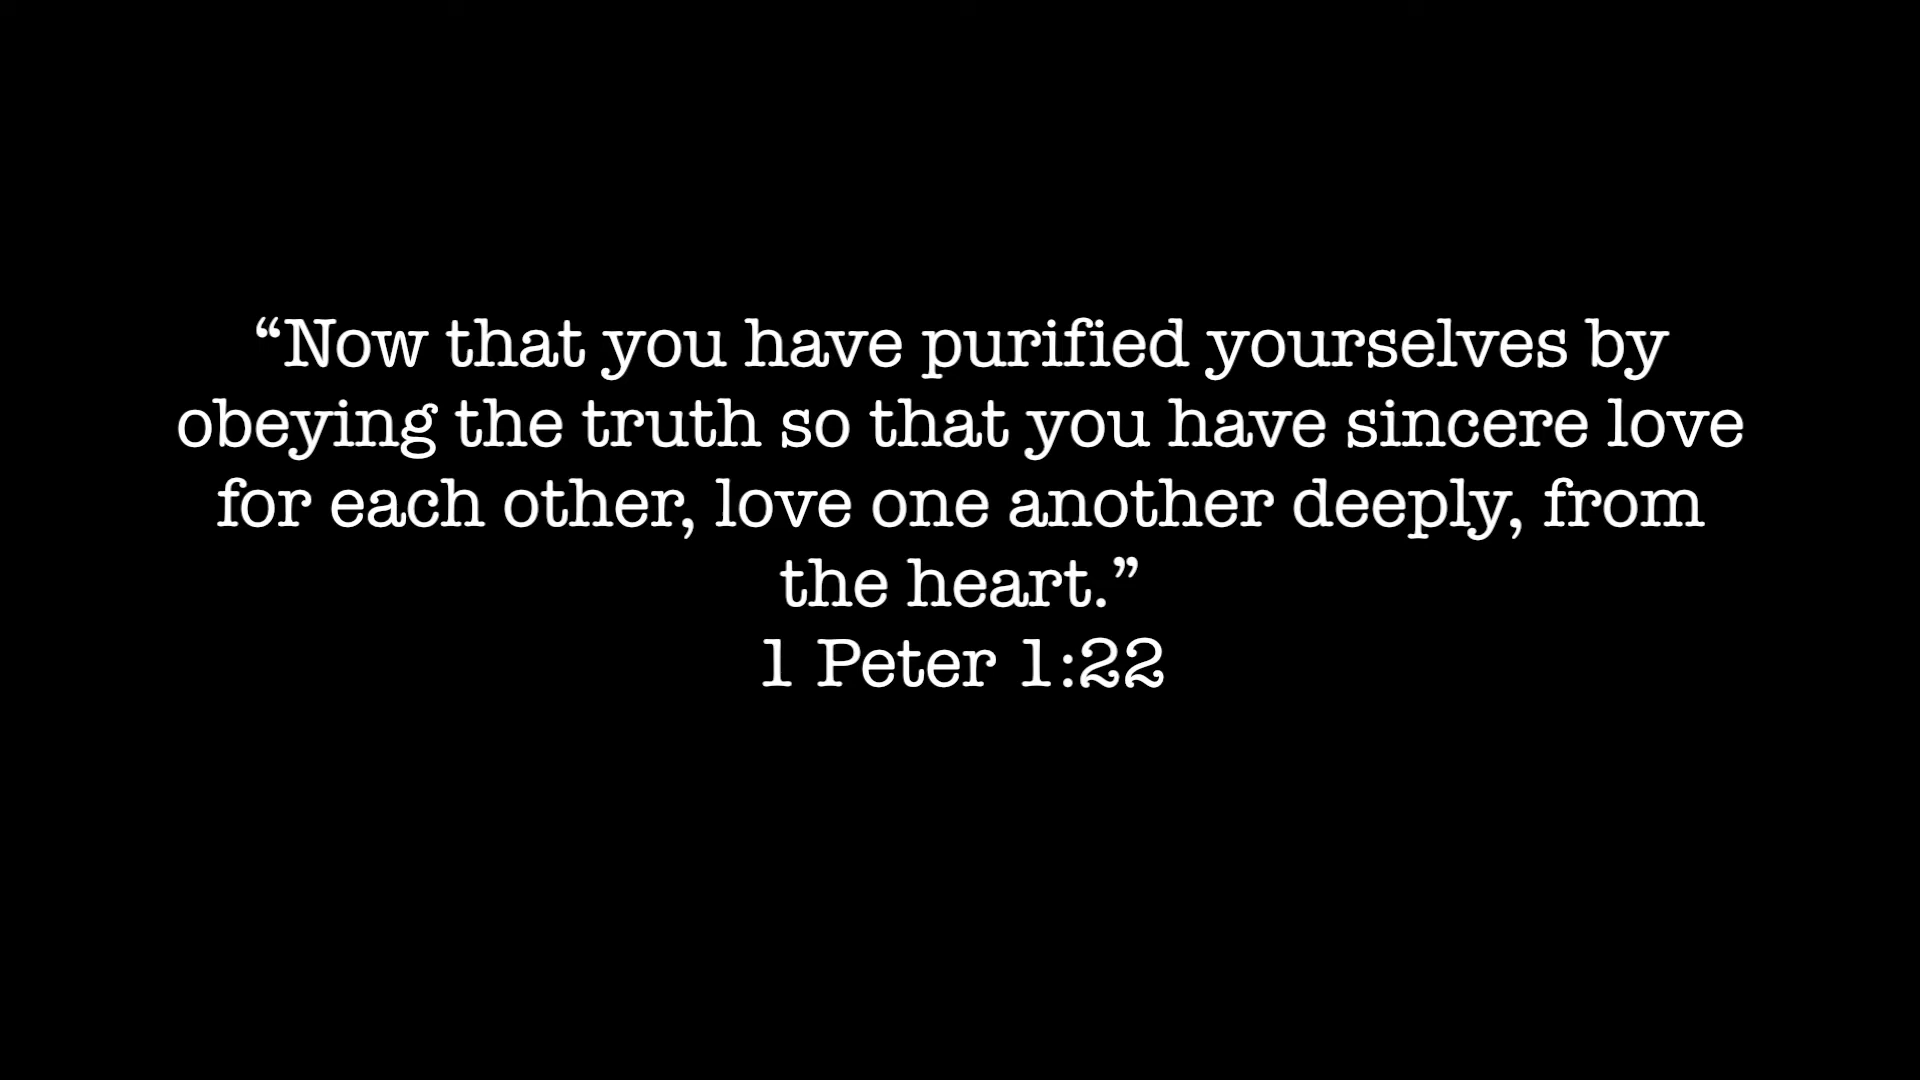 “Now that you have purified yourselves by
obeying the truth so that you have sincere love
for each other, love one another deeply, from
the heart.”
1 Peter 1:22